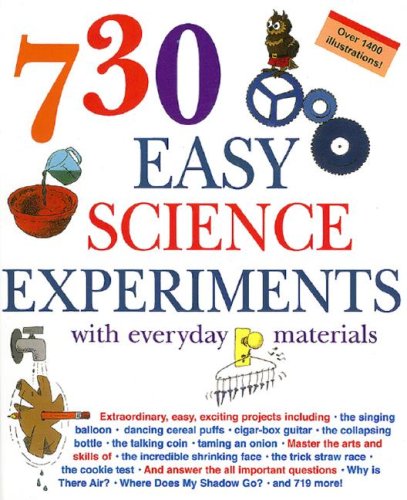 730
Over 1400
illustrations!
EASY
SCIENCE
EXPERIMENTS
with everyday materials
Extraordinary, easy, exciting projects including • the singing
balloon • dancing cereal puffs • cigar-box guitar • the collapsing
bottle • the talking coin • taming an onion • Master the arts and
skills of • the incredible shrinking face • the trick straw race •
the cookie test • And answer the all important questions • Why is
There Air? • Where Does My Shadow Go? • and 719 more!